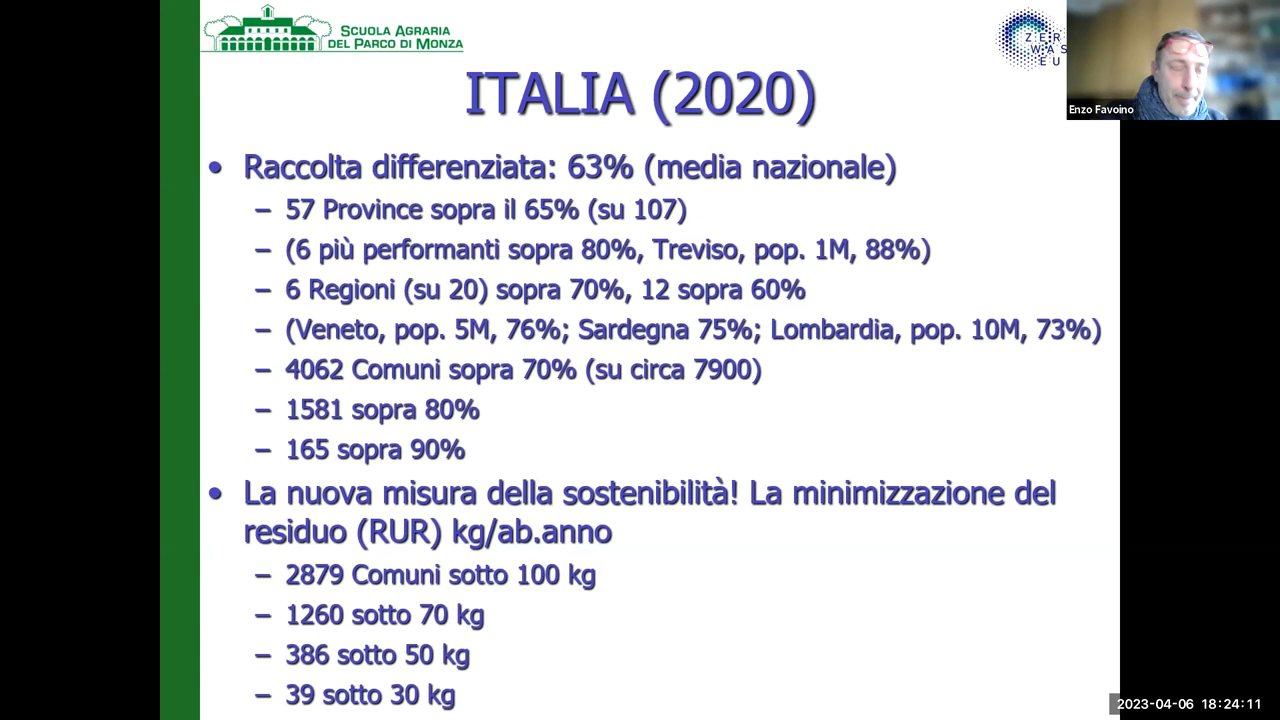 SCUOLA AGRARIA
DEL PARCO DI MONZA
ZER
WAS
EU
Enzo Favoino
ITALIA (2020)
• Raccolta differenziata: 63% (media nazionale)
– 57 Province sopra il 65% (su 107)
– (6 più performanti sopra 80%, Treviso, pop. 1M, 88%)
– 6 Regioni (su 20) sopra 70%, 12 sopra 60%
– (Veneto, pop. 5M, 76%; Sardegna 75%; Lombardia, pop. 10M, 73%)
– 4062 Comuni sopra 70% (su circa 7900)
– 1581 sopra 80%
– 165 sopra 90%
• La nuova misura della sostenibilità! La minimizzazione del
residuo (RUR) kg/ab.anno
– 2879 Comuni sotto 100 kg
– 1260 sotto 70 kg
– 386 sotto 50 kg
– 39 sotto 30 kg
2023-04-06 18:24:11